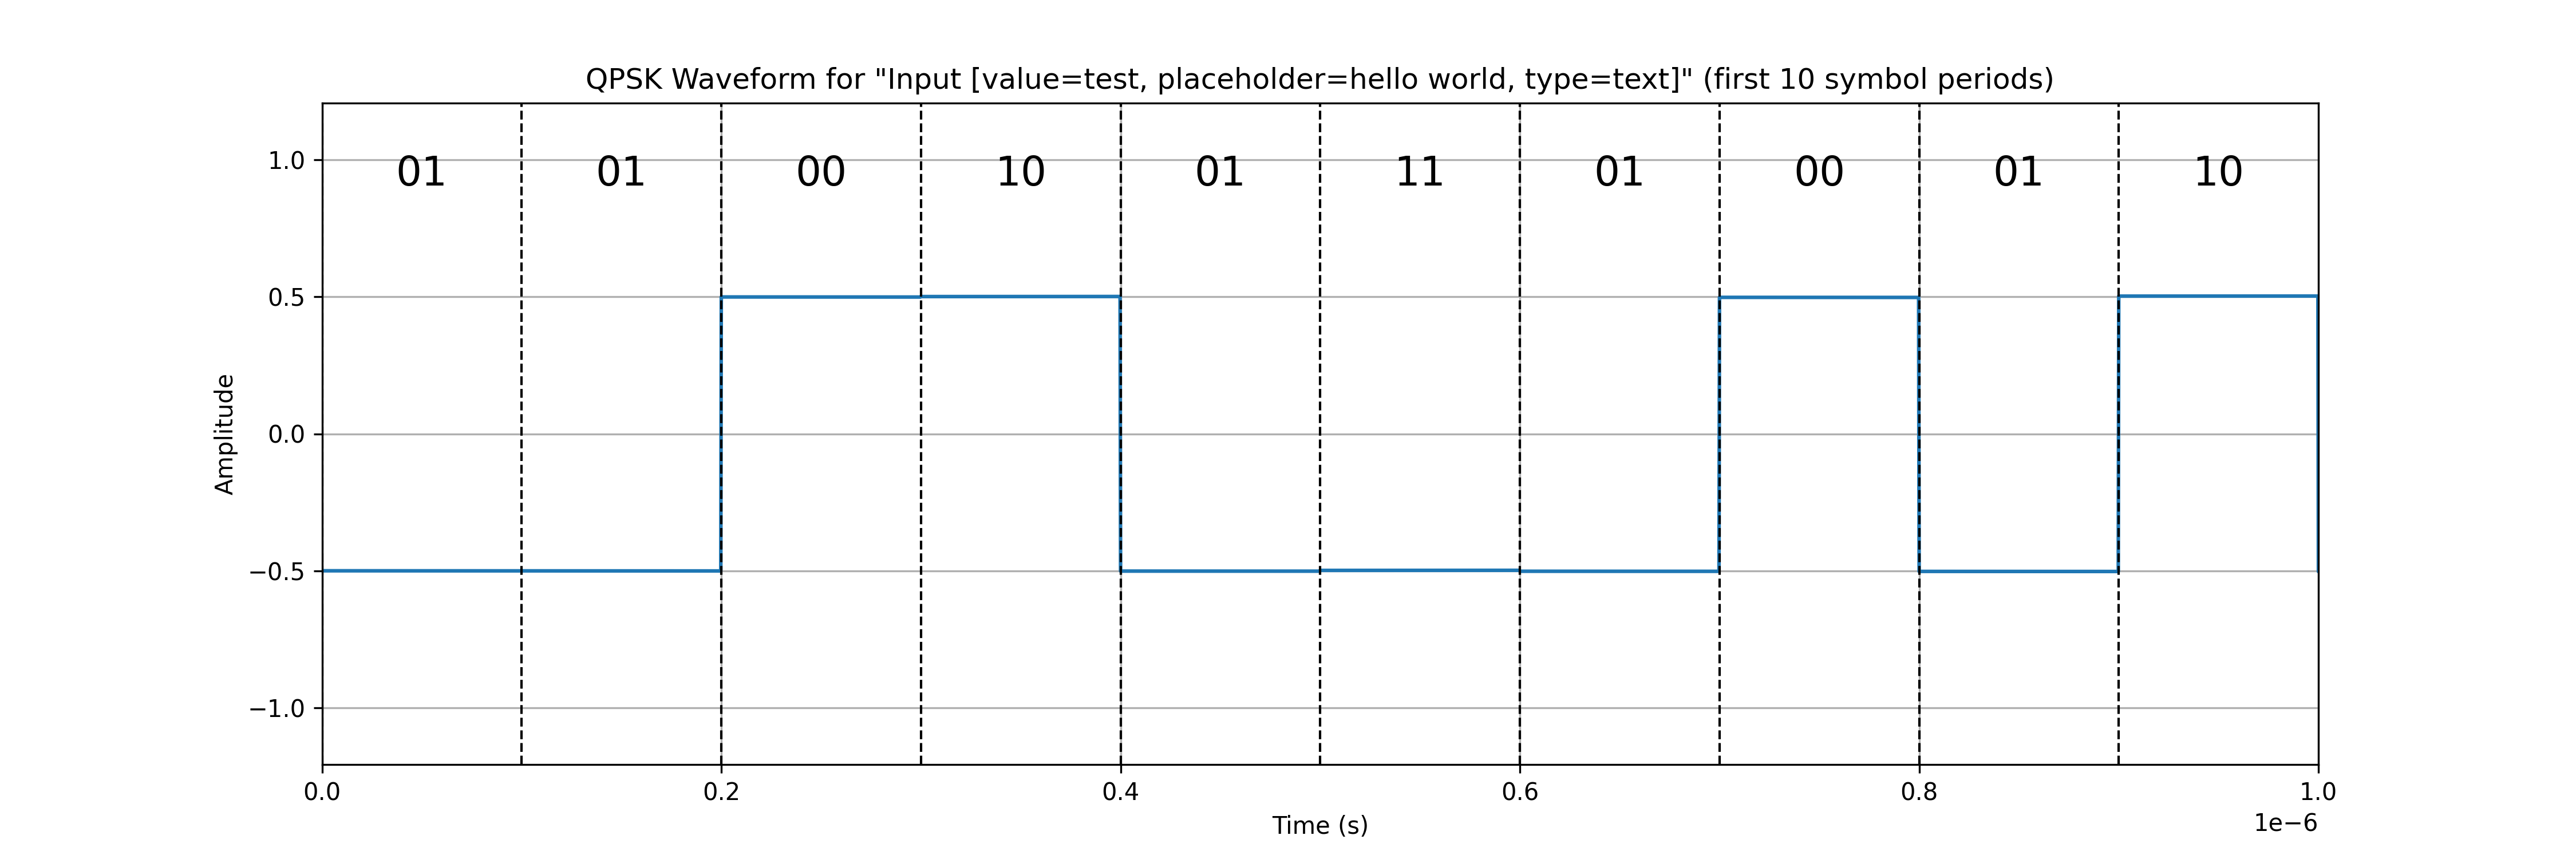 QPSK Waveform for "Input [value=test, placeholder=hello world, type=text]" (first 10 symbol periods)
01 01 00 10 01 11 01 00 01 10
1.0
0.5
0.0
−0.5
−1.0
Amplitude
0.0 0.2 0.4 0.6 0.8 1.0
Time (s)
1e−6